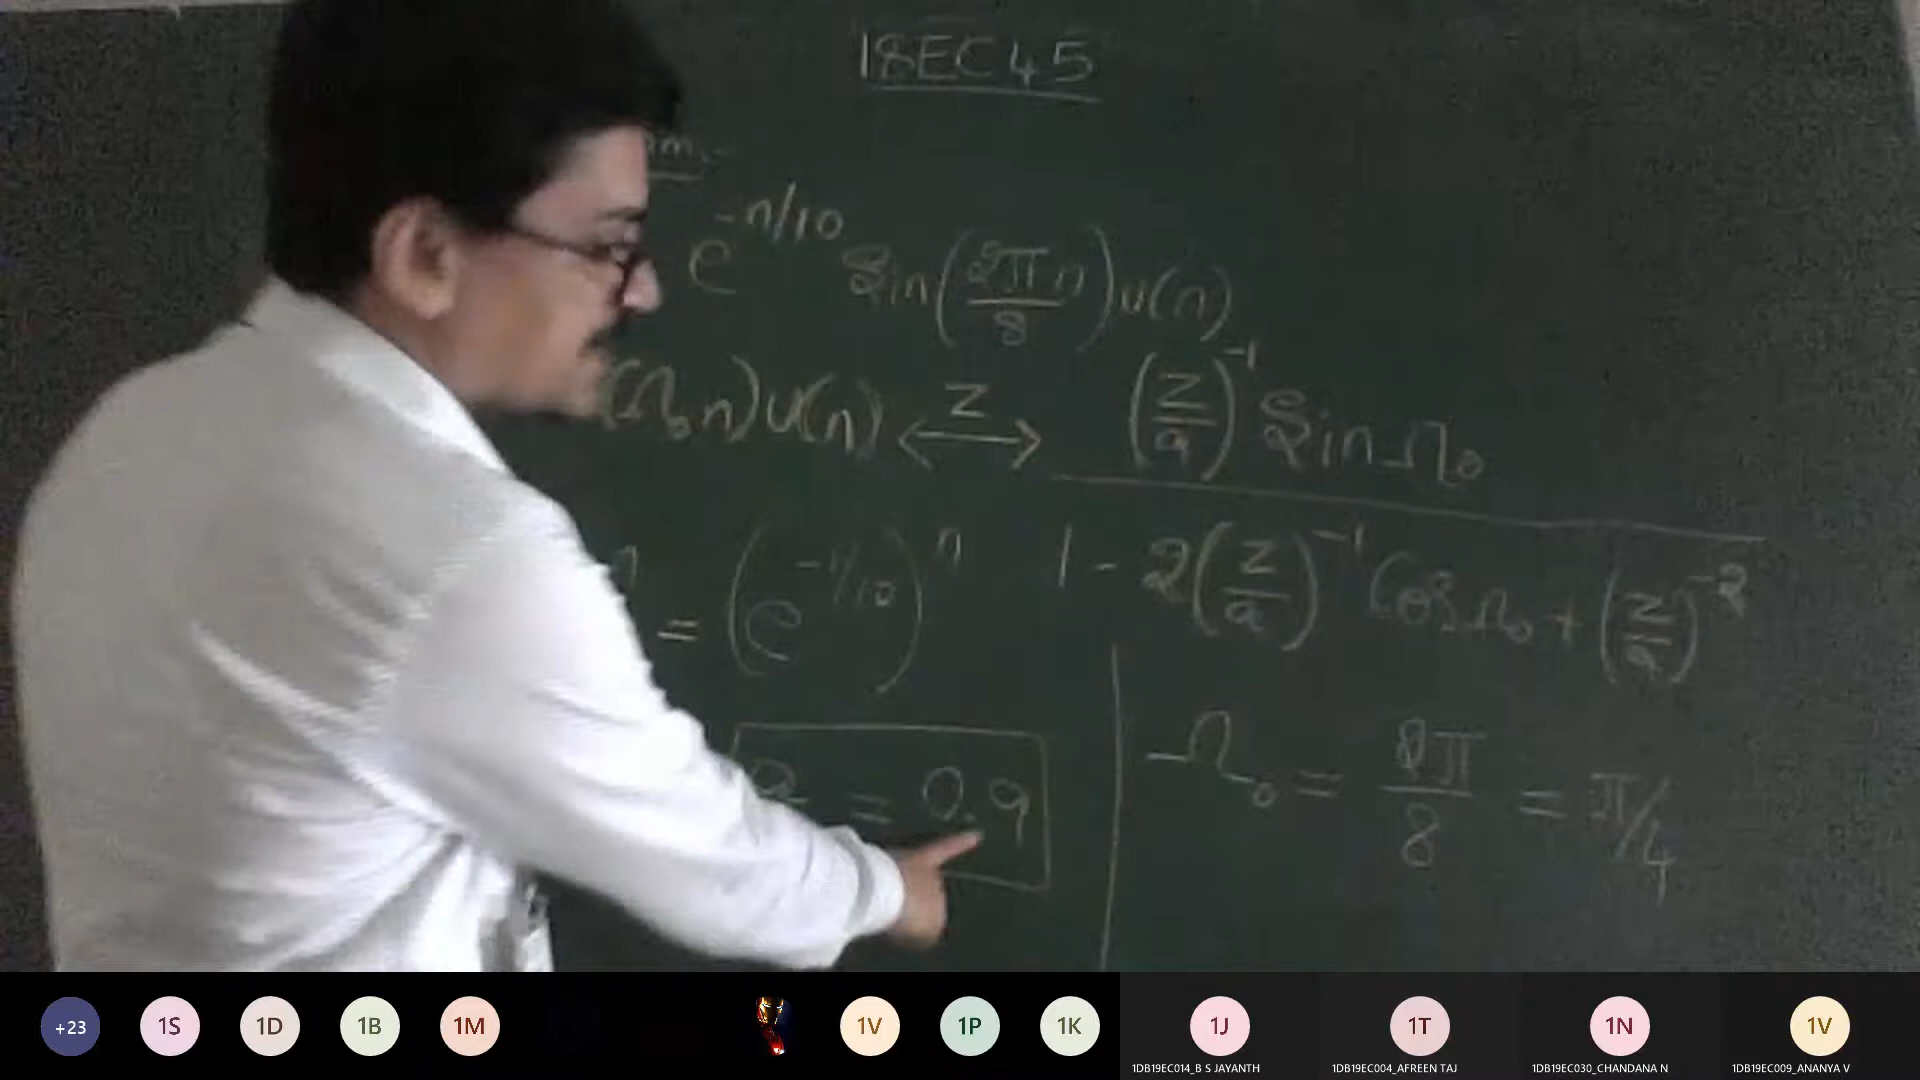 18EC45
e^{-n/10} Sin(2πn/8)u(n)
(Ω₀n)u(n) ⟷^{Z} (Z/a)^{-1} Sin Ω₀
1 - 2(Z/a)^{-1} Cos Ω₀ + (Z/a)^{-2}
n = (e^{-1/10})^{n}
a = 0.9
Ω₀ = 2π/8 = π/4
+23 1S 1D 1B 1M 1V 1P 1K 1J 1T 1N 1V
1DB19EC014_B S JAYANTH 1DB19EC004_AFREEN TAJ 1DB19EC030_CHANDANA N 1DB19EC009_ANANYA V